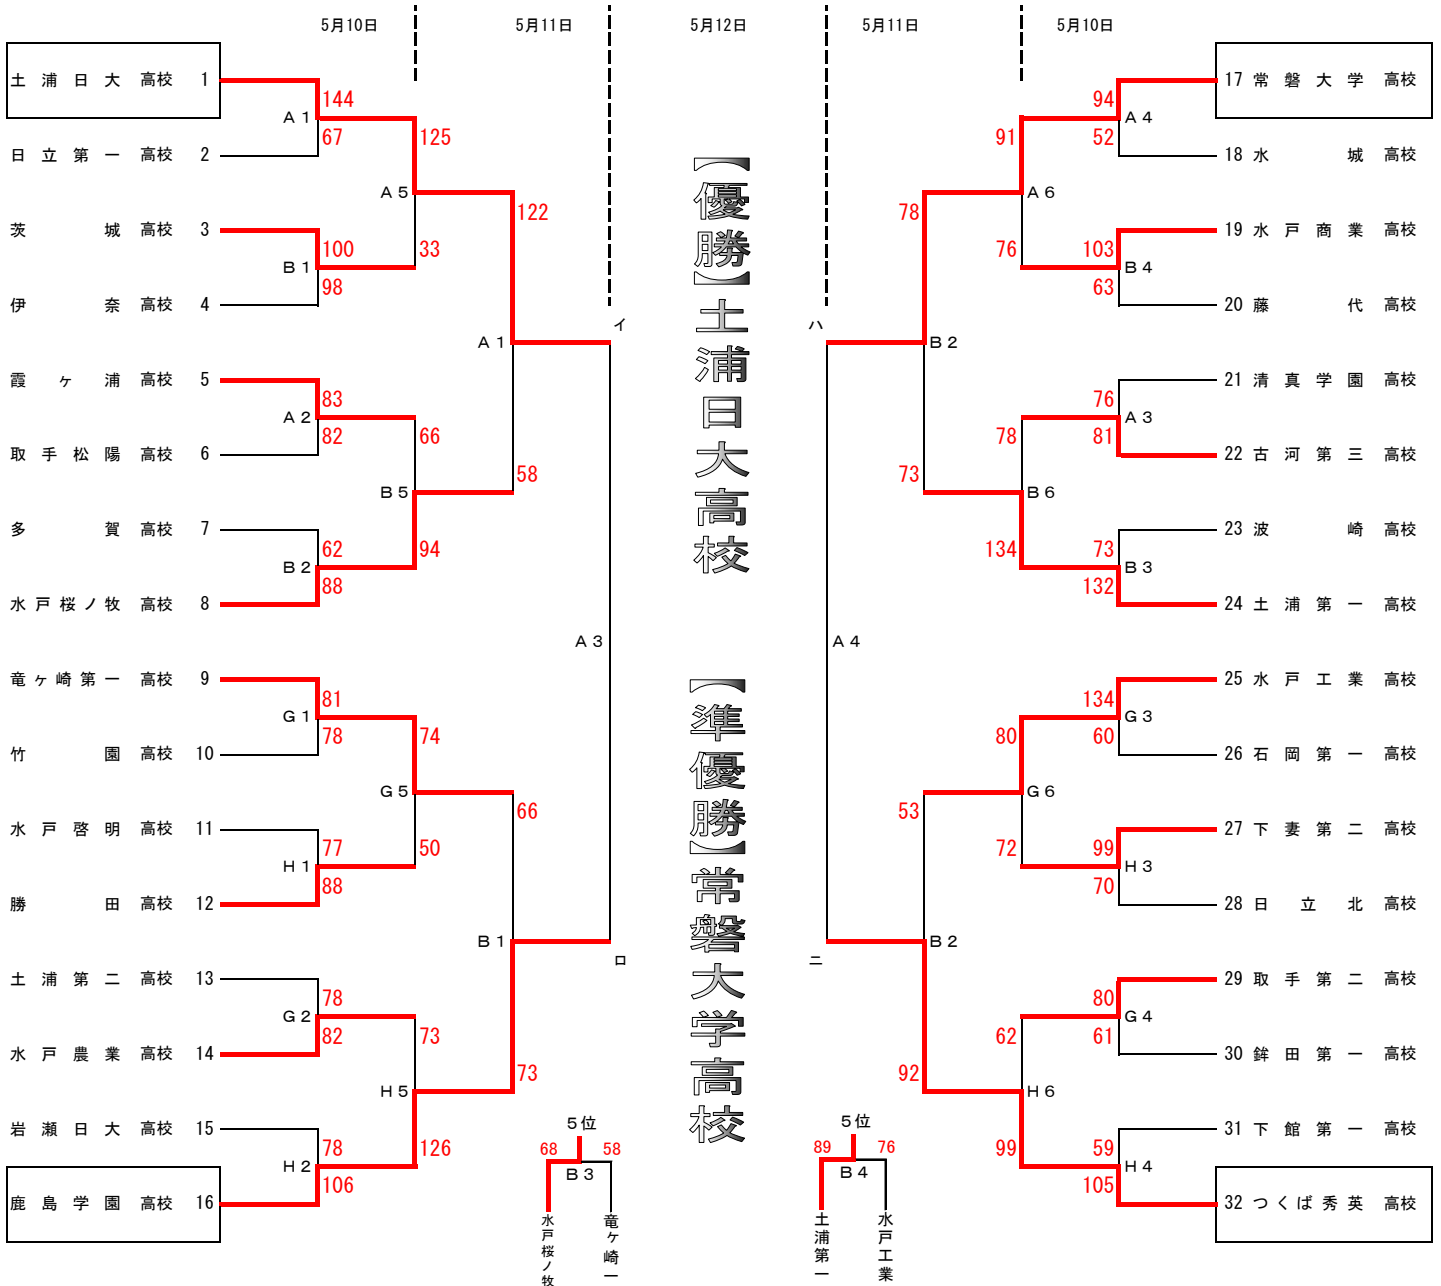 5月10日 5月11日 5月12日 5月11日 5月10日
土浦日大 高校 1
144
A1
67
日立第一 高校 2
125
A5
33
茨城 高校 3
100
B1
98
伊奈 高校 4
122
A1
58
霞ヶ浦 高校 5
83
A2
82
取手松陽 高校 6
66
B5
94
多賀 高校 7
62
B2
88
水戸桜ノ牧 高校 8
イ
A3
ロ
竜ヶ崎第一 高校 9
81
G1
78
竹園 高校 10
74
G5
50
水戸啓明 高校 11
77
H1
88
勝田 高校 12
66
B1
73
土浦第二 高校 13
78
G2
82
水戸農業 高校 14
73
H5
126
岩瀬日大 高校 15
78
H2
106
鹿島学園 高校 16
【優勝】土浦日大高校
【準優勝】常磐大学高校
17 常磐大学 高校
94
A4
52
18 水城 高校
91
A6
76
19 水戸商業 高校
103
B4
63
20 藤代 高校
78
B2
73
21 清真学園 高校
76
A3
81
22 古河第三 高校
78
B6
134
23 波崎 高校
73
B3
132
24 土浦第一 高校
ハ
A4
ニ
25 水戸工業 高校
134
G3
60
26 石岡第一 高校
80
G6
72
27 下妻第二 高校
99
H3
70
28 日立北 高校
53
B2
92
29 取手第二 高校
80
G4
61
30 鉾田第一 高校
62
H6
99
31 下館第一 高校
59
H4
105
32 つくば秀英 高校
5位
68 58
B3
水戸桜ノ牧
竜ヶ崎一
5位
89 76
B4
土浦第一
水戸工業